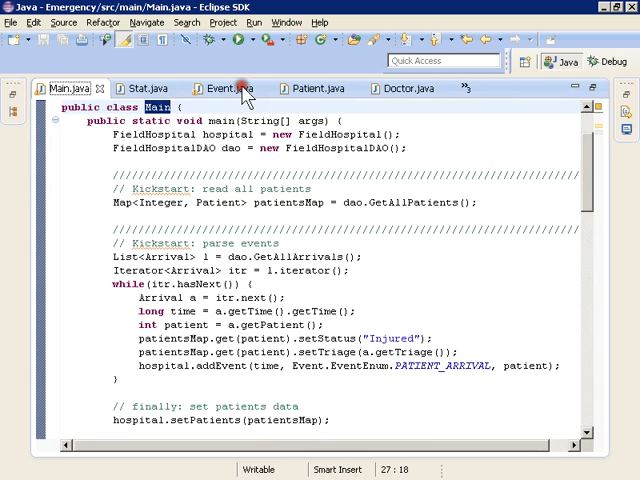 Java - Emergency/src/main/Main.java - Eclipse SDK
File Edit Source Refactor Navigate Search Project Run Window Help
Quick Access
Java Debug
Main.java Stat.java Event.java Patient.java Doctor.java »3
public class Main {
public static void main(String[] args) {
FieldHospital hospital = new FieldHospital();
FieldHospitalDAO dao = new FieldHospitalDAO();
//////////////////////////////////////////////////////////////////////////
// Kickstart: read all patients
Map<Integer, Patient> patientsMap = dao.GetAllPatients();
//////////////////////////////////////////////////////////////////////////
// Kickstart: parse events
List<Arrival> l = dao.GetAllArrivals();
Iterator<Arrival> itr = l.iterator();
while(itr.hasNext()) {
Arrival a = itr.next();
long time = a.getTime().getTime();
int patient = a.getPatient();
patientsMap.get(patient).setStatus("Injured");
patientsMap.get(patient).setTriage(a.getTriage());
hospital.addEvent(time, Event.EventEnum.PATIENT_ARRIVAL, patient);
}
// finally: set patients data
hospital.setPatients(patientsMap);
Writable Smart Insert 27 : 18